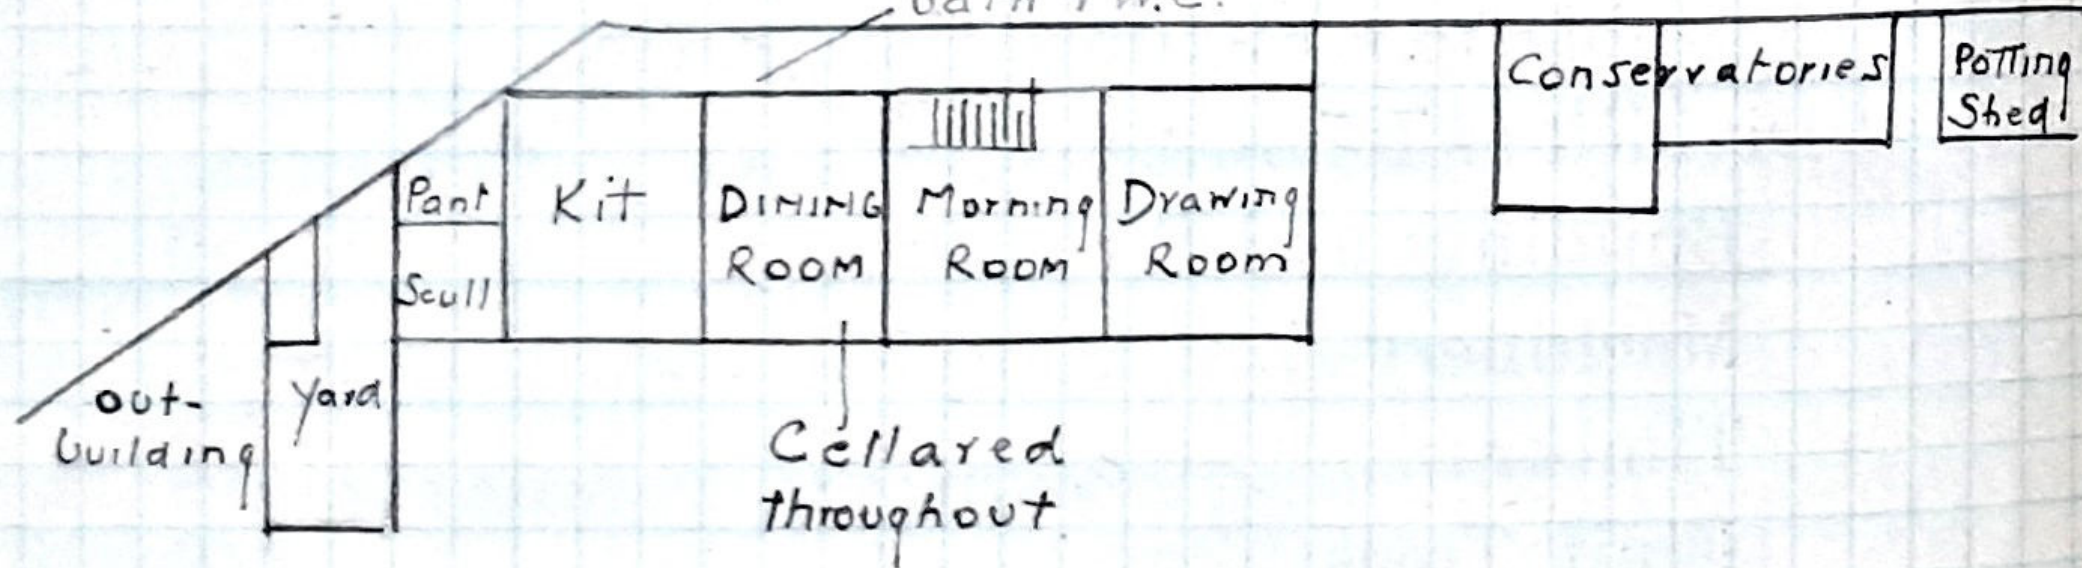 Conservatories
Potting
Shed
Pant
Kit
DINING
ROOM
Morning
ROOM
Drawing
Room
Scull
out-
building
Yard
Cellared
throughout